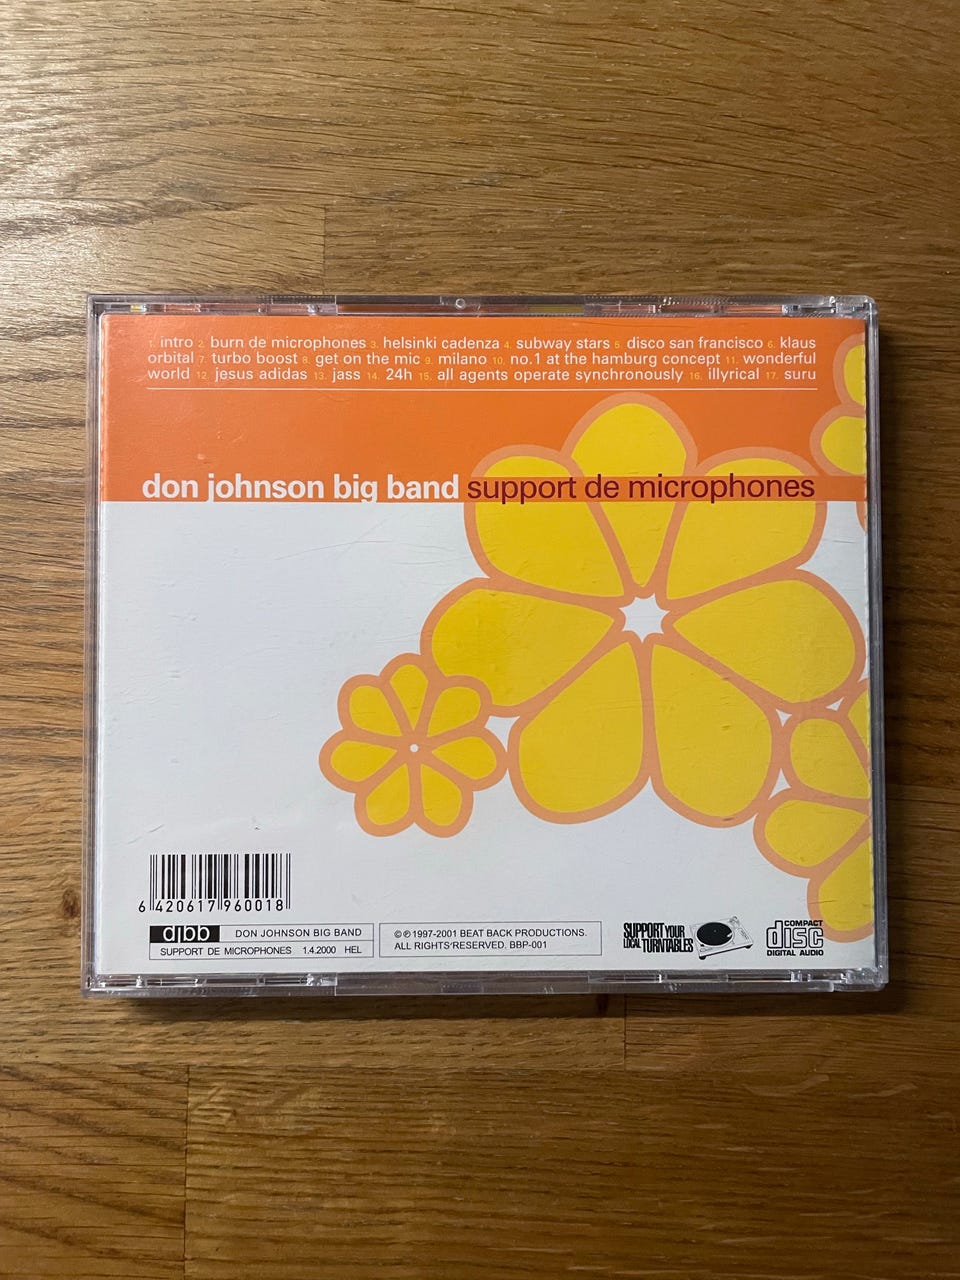 1. intro 2. burn de microphones 3. helsinki cadenza 4. subway stars 5. disco san francisco 6. klaus
orbital 7. turbo boost 8. get on the mic 9. milano 10. no.1 at the hamburg concept 11. wonderful
world 12. jesus adidas 13. jass 14. 24h 15. all agents operate synchronously 16. illyrical 17. suru
don johnson big band support de microphones
6 420617 960018
djbb DON JOHNSON BIG BAND
SUPPORT DE MICROPHONES 1.4.2000 HEL
© ℗ 1997-2001 BEAT BACK PRODUCTIONS.
ALL RIGHTS RESERVED. BBP-001
SUPPORT YOUR
LOCAL TURNTABLES
COMPACT
disc
DIGITAL AUDIO